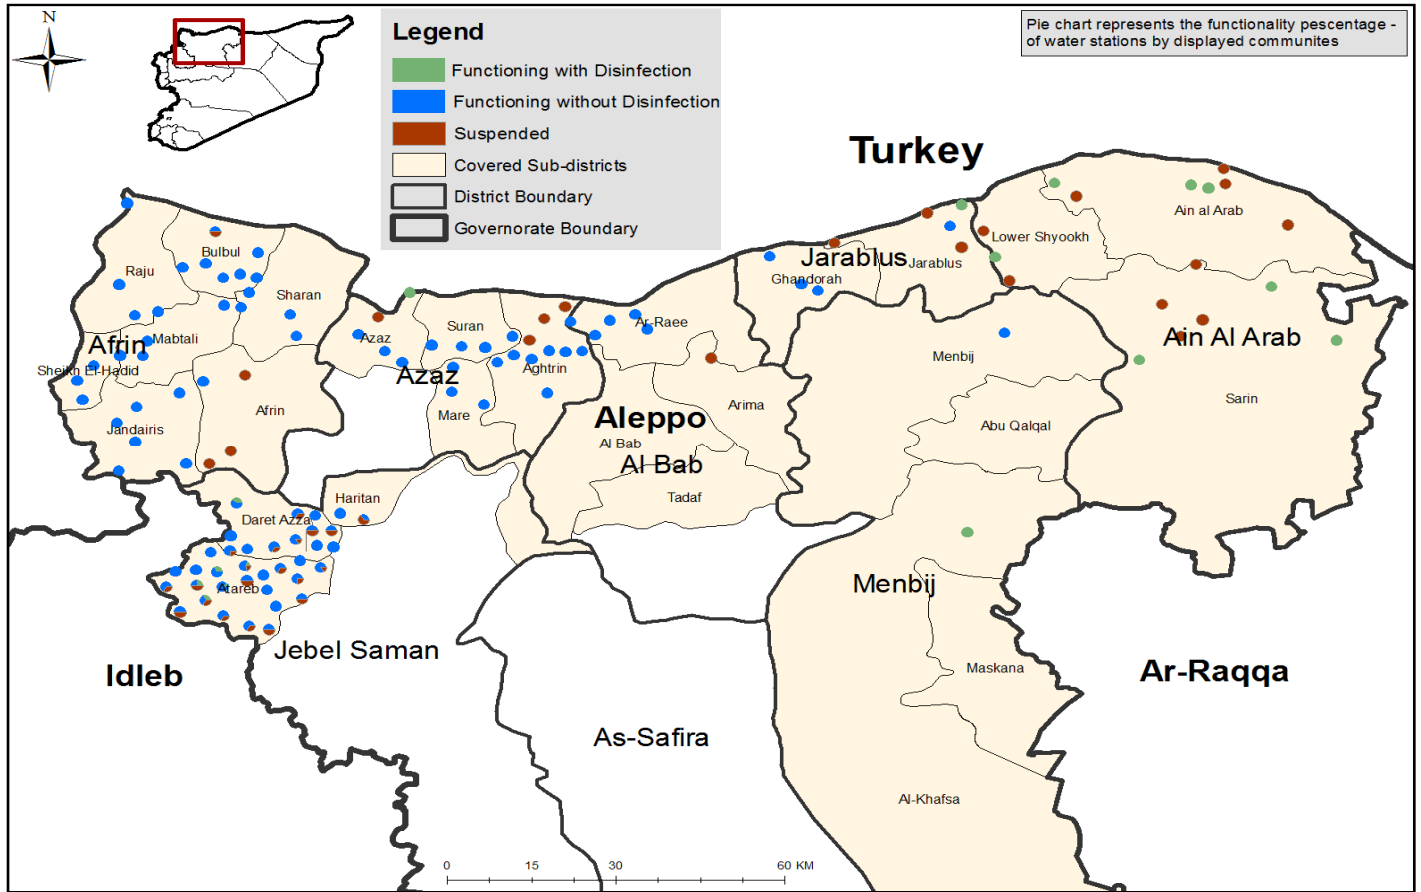 N
Legend
Functioning with Disinfection
Functioning without Disinfection
Suspended
Covered Sub-districts
District Boundary
Governorate Boundary
Pie chart represents the functionality pescentage -
of water stations by displayed communites
Turkey
Ain al Arab
Lower Shyookh
Bulbul
Raju
Sharan
Jarablus
Jarablus
Ghandorah
Azaz
Suran
Ar-Raee
Mabtali
Afrin
Ain Al Arab
Menbij
Sheikh El-Hadid
Aghtrin
Azaz
Sarin
Afrin
Mare
Arima
Aleppo
Jandairis
Abu Qalqal
Al Bab
Al Bab
Tadaf
Haritan
Daret Azza
Atareb
Menbij
Jebel Saman
Idleb
Maskana
Ar-Raqqa
As-Safira
Al-Khafsa
0 15 30 60 KM